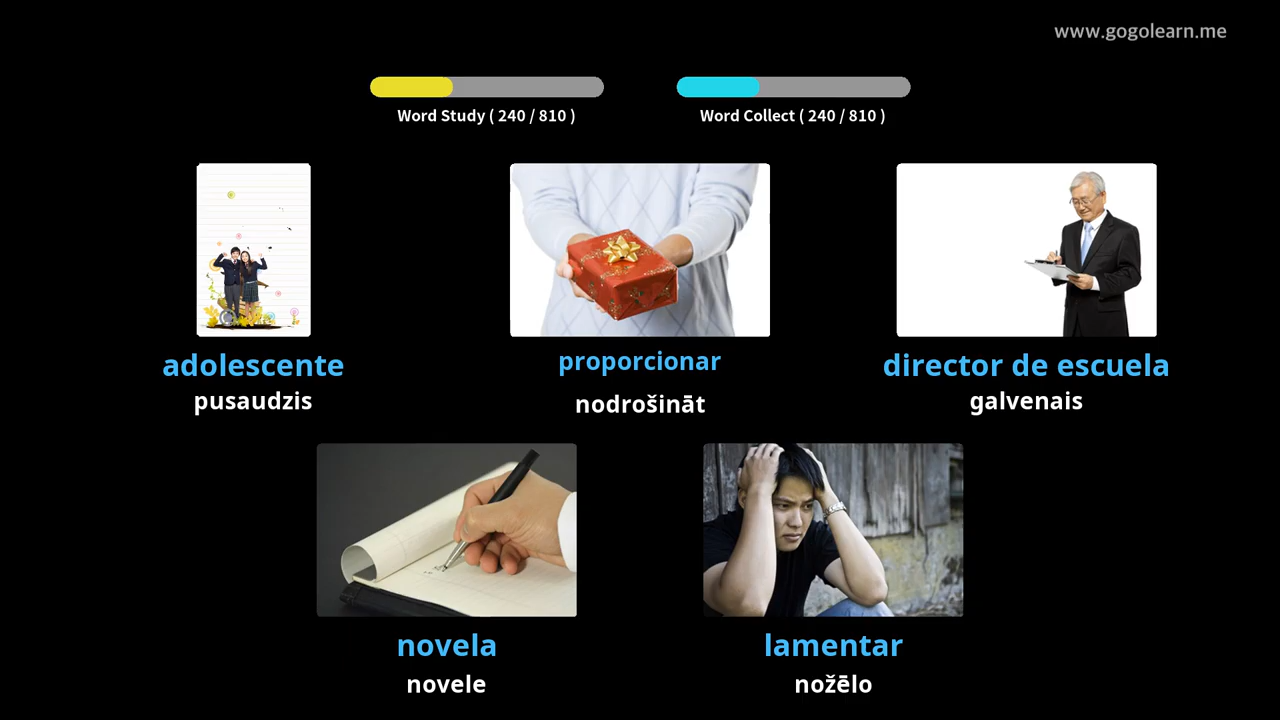 www.gogolearn.me
Word Study ( 240 / 810 )
Word Collect ( 240 / 810 )
adolescente
pusaudzis
proporcionar
nodrošināt
director de escuela
galvenais
novela
novele
lamentar
nožēlo